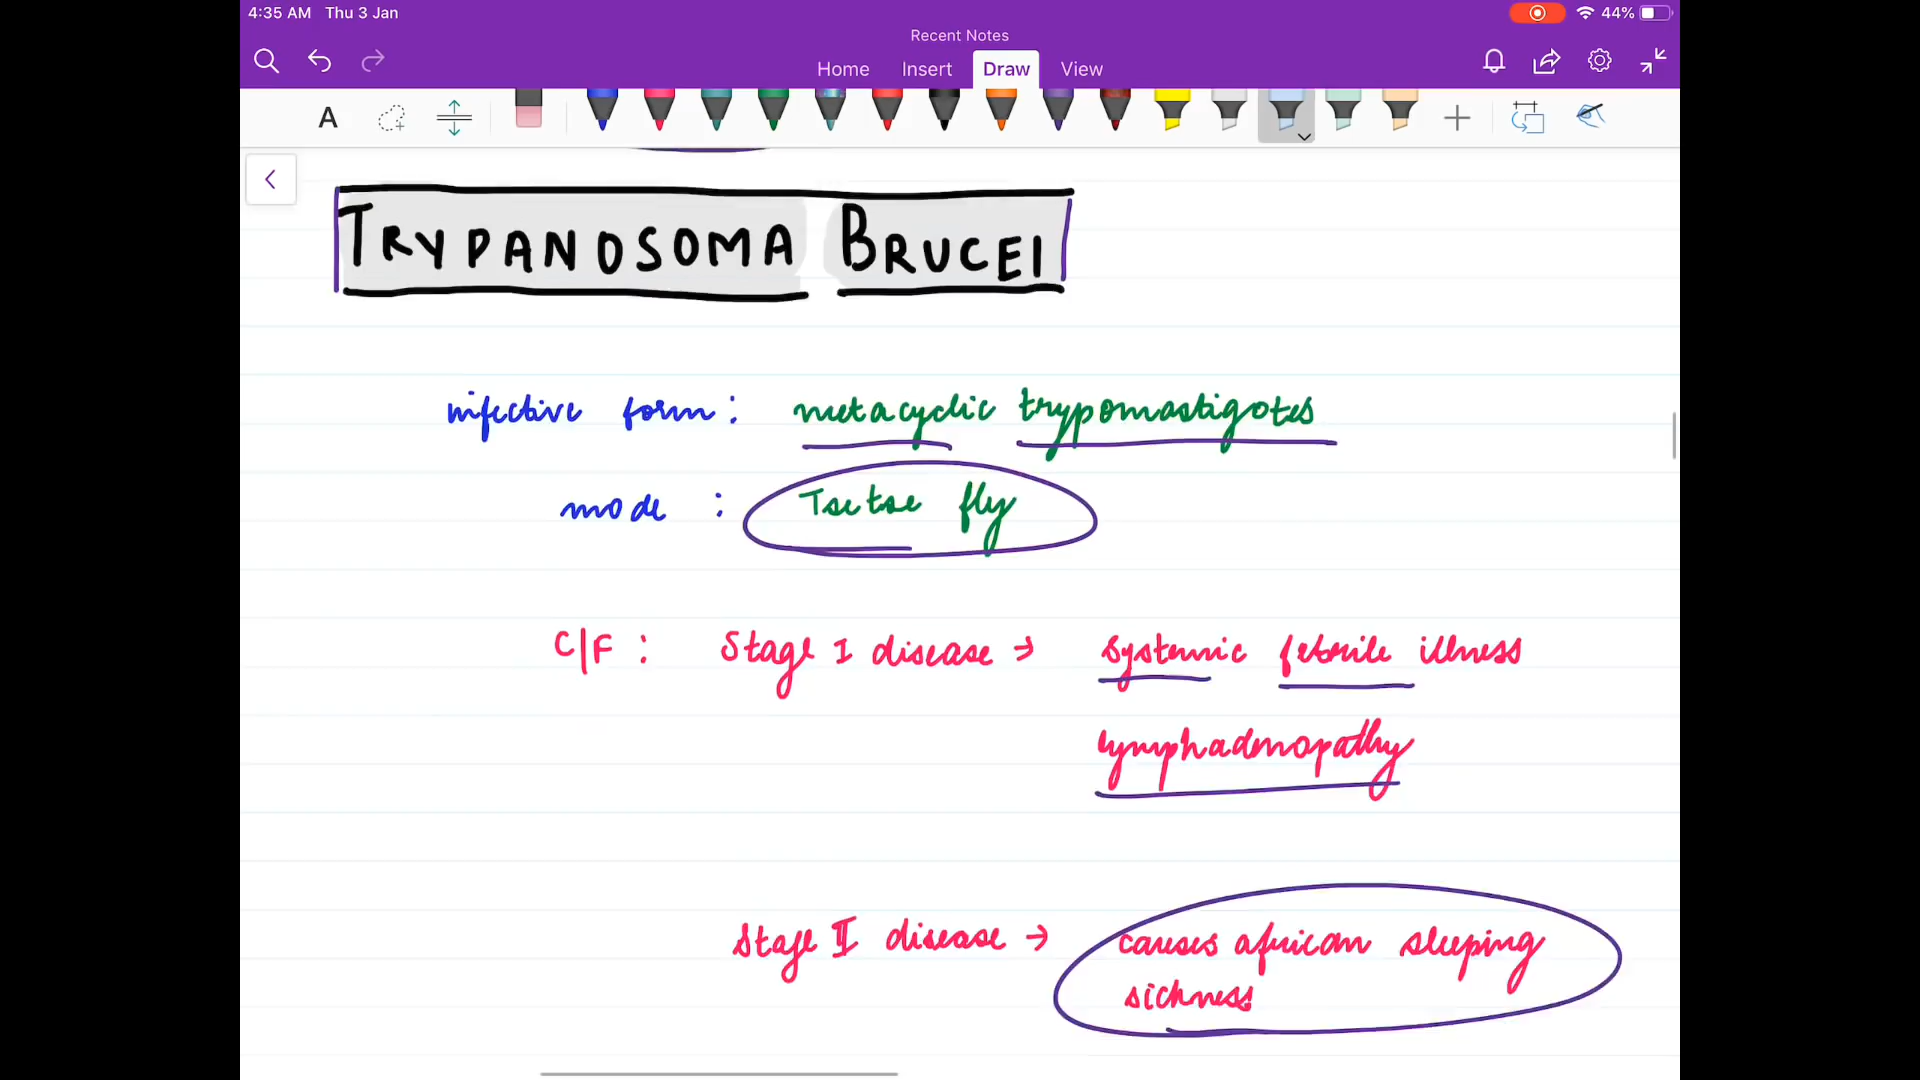 4:35 AM Thu 3 Jan
44%
Recent Notes
Home Insert Draw View
A
TRYPANOSOMA BRUCEI
infective form : metacyclic trypomastigotes
mode : Tsetse fly
C/F : Stage I disease → systemic febrile illness
lymphadenopathy
Stage II disease → causes african sleeping
sickness